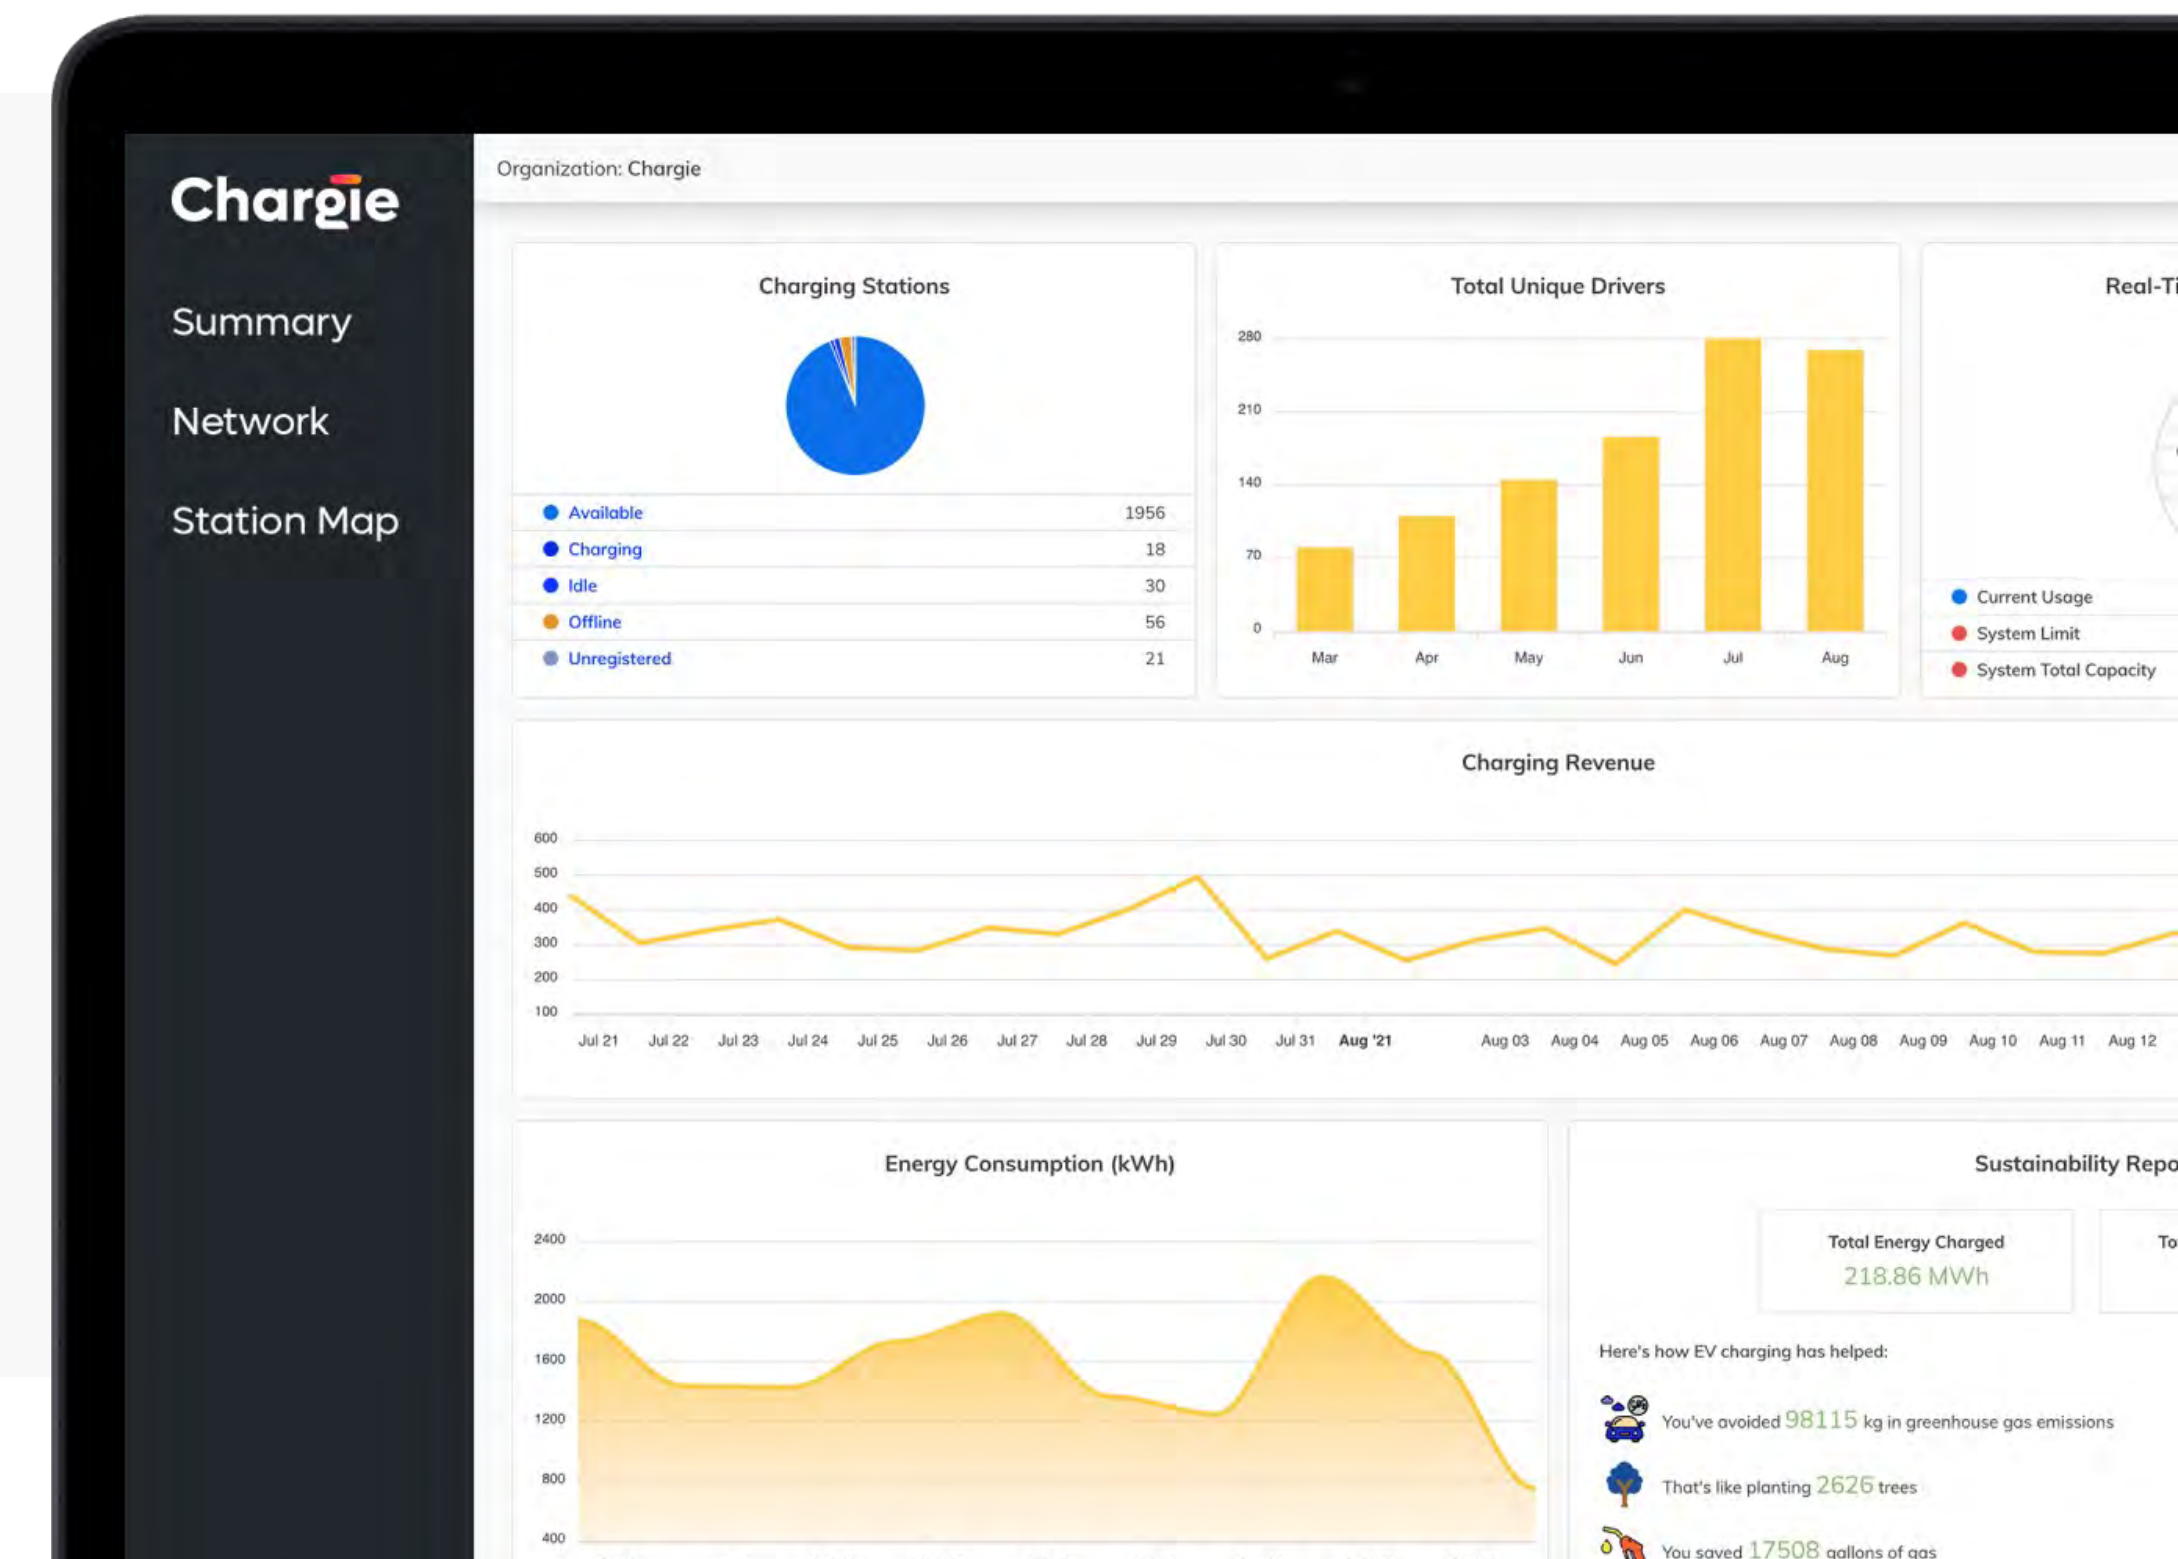 Chargie
Summary
Network
Station Map
Organization: Chargie
Charging Stations
Available 1956
Charging 18
Idle 30
Offline 56
Unregistered 21
Total Unique Drivers
280
210
140
70
0
Mar Apr May Jun Jul Aug
Current Usage
System Limit
System Total Capacity
Charging Revenue
600
500
400
300
200
100
Jul 21 Jul 22 Jul 23 Jul 24 Jul 25 Jul 26 Jul 27 Jul 28 Jul 29 Jul 30 Jul 31 Aug '21 Aug 03 Aug 04 Aug 05 Aug 06 Aug 07 Aug 08 Aug 09 Aug 10 Aug 11 Aug 12
Energy Consumption (kWh)
2400
2000
1600
1200
800
400
Sustainability
Total Energy Charged
218.86 MWh
Here's how EV charging has helped:
You've avoided 98115 kg in greenhouse gas emissions
That's like planting 2626 trees
You saved 17508 gallons of gas